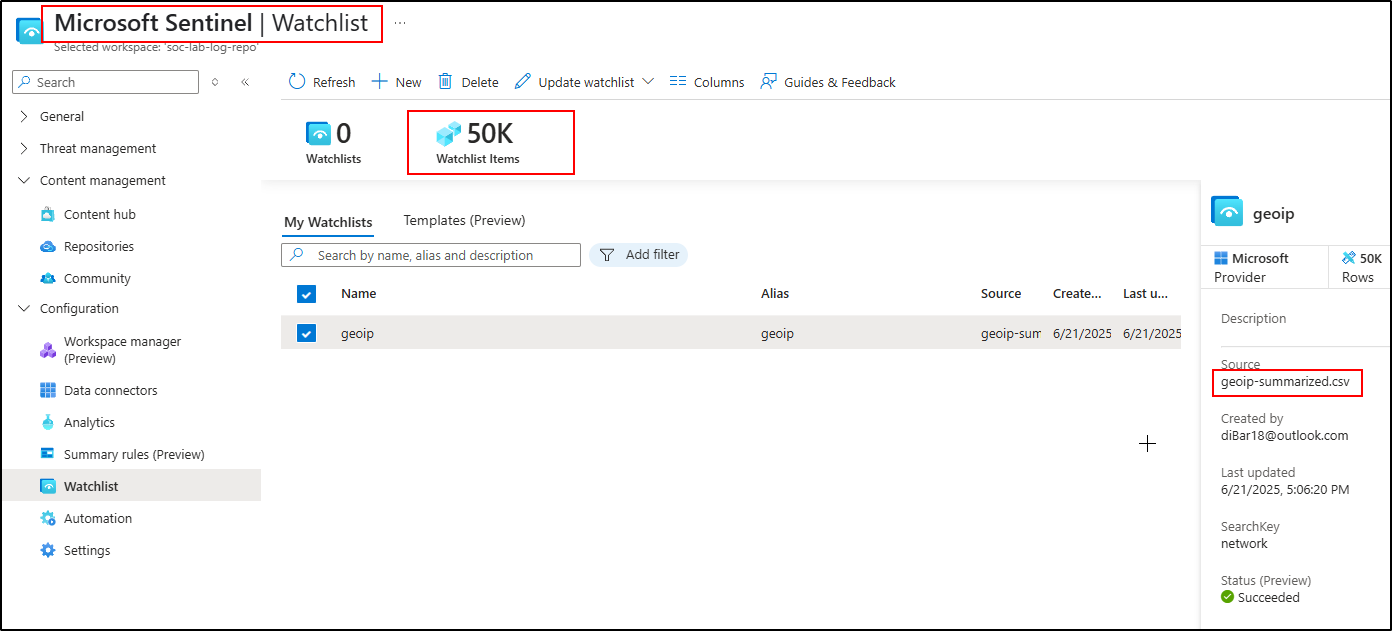 Microsoft Sentinel | Watchlist ...
Selected workspace: 'soc-lab-log-repo'
Search
General
Threat management
Content management
Content hub
Repositories
Community
Configuration
Workspace manager
(Preview)
Data connectors
Analytics
Summary rules (Preview)
Watchlist
Automation
Settings
Refresh New Delete Update watchlist Columns Guides & Feedback
0
Watchlists
50K
Watchlist Items
My Watchlists Templates (Preview)
Search by name, alias and description Add filter
Name Alias Source Create... Last u...
geoip geoip geoip-sum 6/21/2025 6/21/2025
geoip
Microsoft
Provider
50K
Rows
Description
Source
geoip-summarized.csv
Created by
diBar18@outlook.com
Last updated
6/21/2025, 5:06:20 PM
SearchKey
network
Status (Preview)
Succeeded